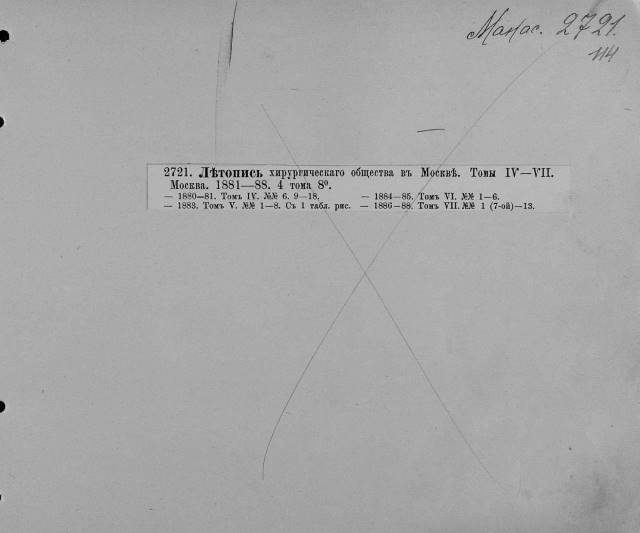 Манас. 2721.
114
2721. Лѣтопись хирургическаго общества въ Москвѣ. Томы IV—VII.
Москва. 1881—88. 4 тома 8⁰.
— 1880—81. Томъ IV. №№ 6. 9—18. — 1884—85. Томъ VI. №№ 1—6.
— 1883. Томъ V. №№ 1—8. Съ 1 табл. рис. — 1886—88. Томъ VII. №№ 1 (7-ой)—13.